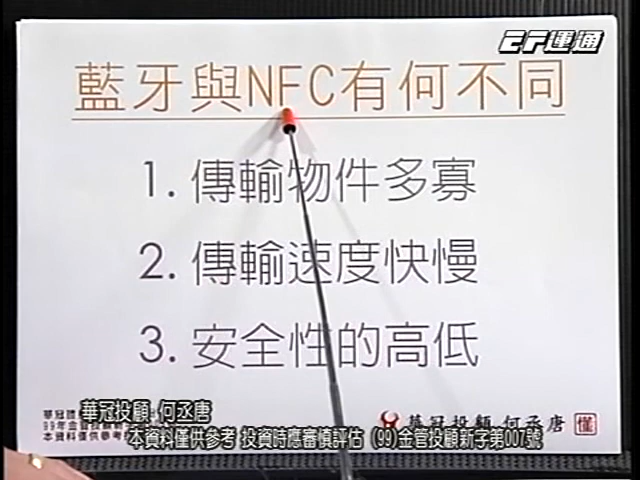 EF運通
藍牙與NFC有何不同
1. 傳輸物件多寡
2. 傳輸速度快慢
3. 安全性的高低
華冠投顧 何丞唐 懂
華冠投顧 何丞唐
本資料僅供參考 投資時應審慎評估 (99)金管投顧新字第007號